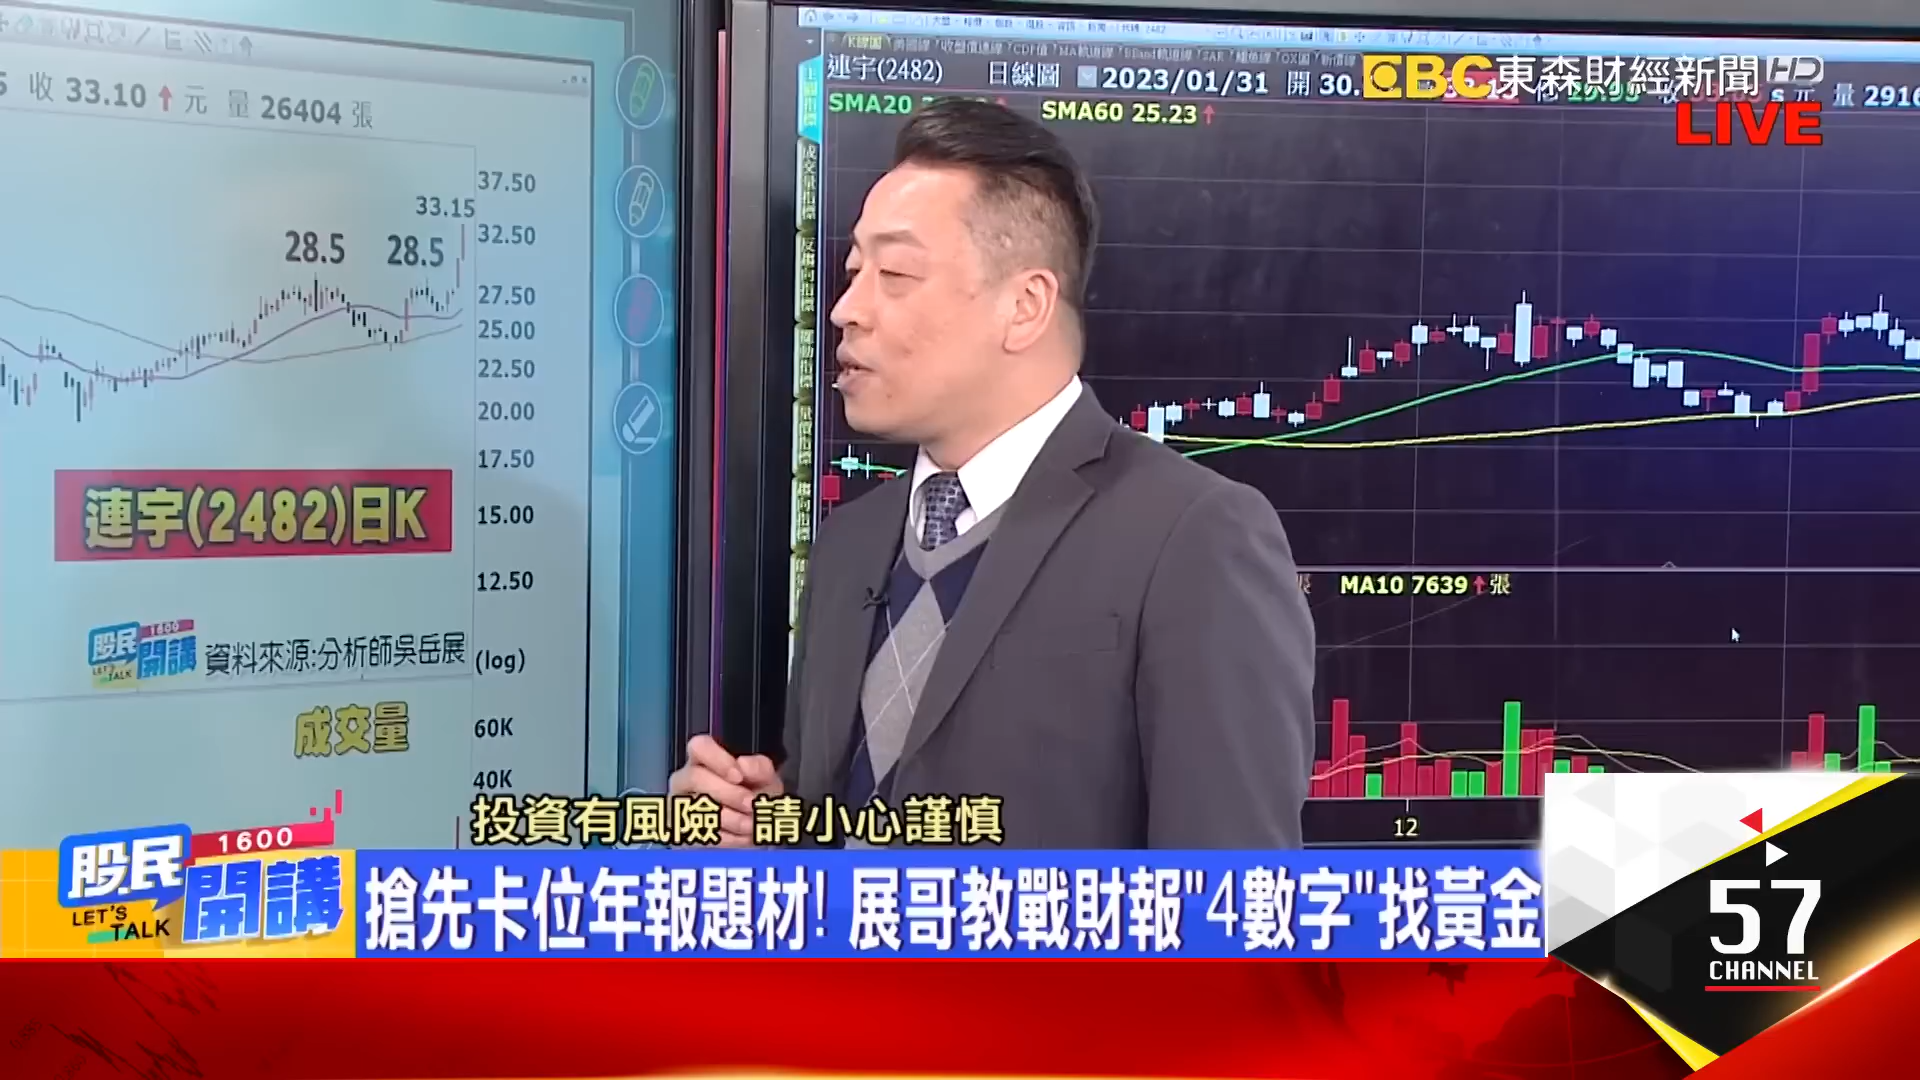 收 33.10 ↑ 元 量 26404 張
37.50
33.15
32.50
28.5 28.5
27.50
25.00
22.50
20.00
17.50
連宇(2482)日K
15.00
12.50
股民開講 1600
LET'S TALK
資料來源:分析師吳岳展
(log)
成交量
60K
40K
連宇(2482) 日線圖 2023/01/31 開 30.
SMA20
SMA60 25.23↑
量 2916
EBC 東森財經新聞 HD
LIVE
MA10 7639↑張
12
投資有風險 請小心謹慎
股民開講 1600
LET'S TALK
搶先卡位年報題材! 展哥教戰財報"4數字"找黃金
57
CHANNEL